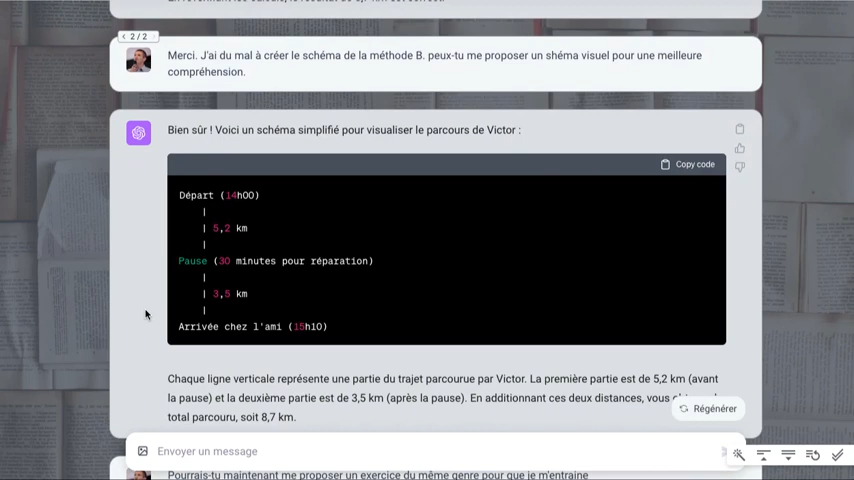 2 / 2
Merci. J'ai du mal à créer le schéma de la méthode B. peux-tu me proposer un shéma visuel pour une meilleure
compréhension.
Bien sûr ! Voici un schéma simplifié pour visualiser le parcours de Victor :
Copy code
Départ (14h00)
|
| 5,2 km
|
Pause (30 minutes pour réparation)
|
| 3,5 km
|
Arrivée chez l'ami (15h10)
Chaque ligne verticale représente une partie du trajet parcourue par Victor. La première partie est de 5,2 km (avant
la pause) et la deuxième partie est de 3,5 km (après la pause). En additionnant ces deux distances, vous
total parcouru, soit 8,7 km.
Régénérer
Envoyer un message
Pourrais-tu maintenant me proposer un exercice du même genre pour que je m'entraine